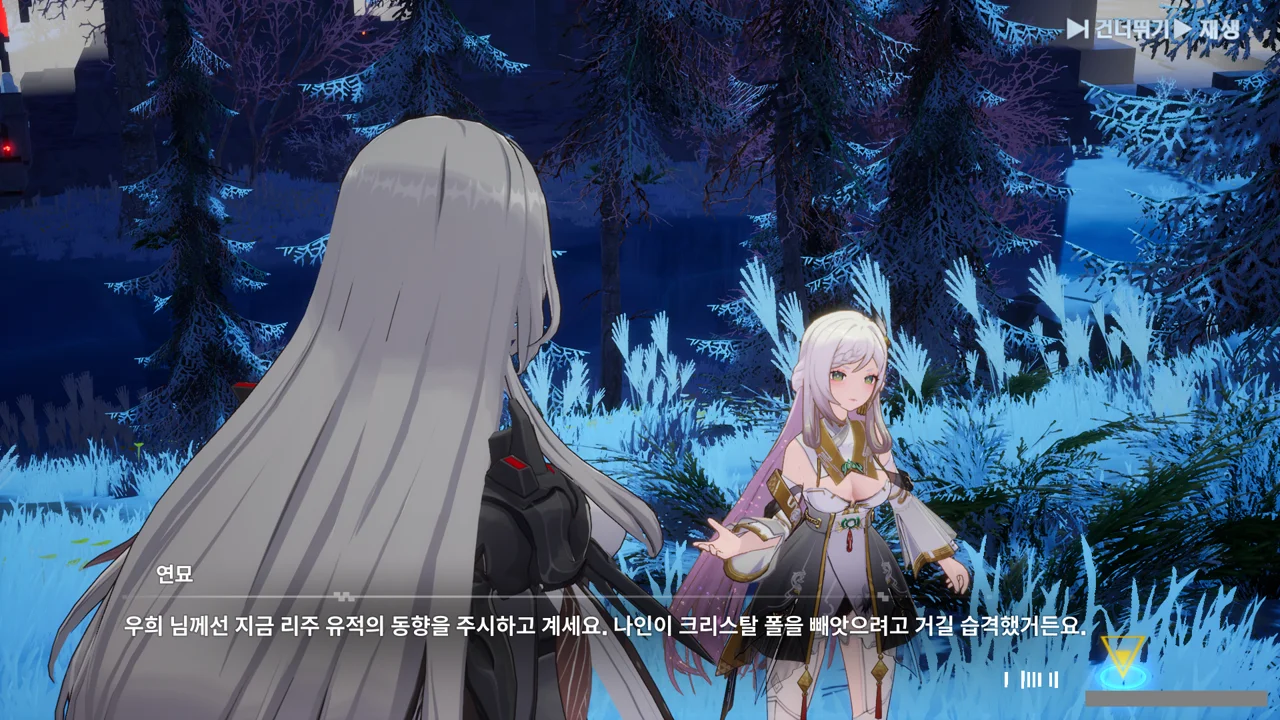 건너뛰기 재생
연묘
우희 님께선 지금 리주 유적의 동향을 주시하고 계세요. 나인이 크리스탈 폴을 빼앗으려고 거길 습격했거든요.